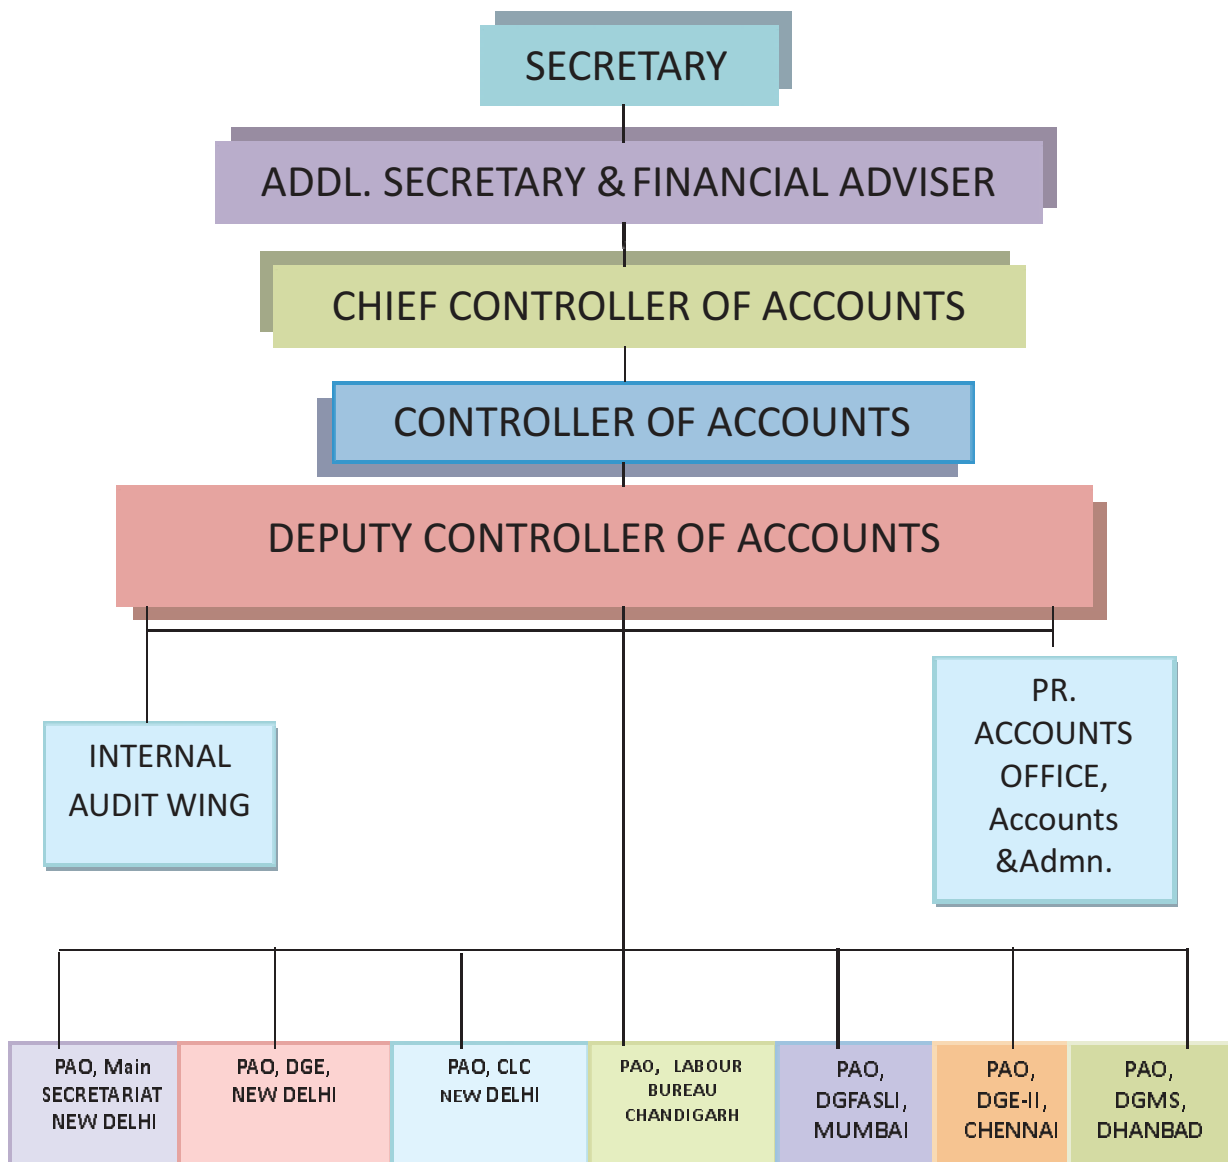 SECRETARY
ADDL. SECRETARY & FINANCIAL ADVISER
CHIEF CONTROLLER OF ACCOUNTS
CONTROLLER OF ACCOUNTS
DEPUTY CONTROLLER OF ACCOUNTS
INTERNAL
AUDIT WING
PR.
ACCOUNTS
OFFICE,
Accounts
&Admn.
PAO, Main
SECRETARIAT
NEW DELHI
PAO, DGE,
NEW DELHI
PAO, CLC
NEW DELHI
PAO, LABOUR
BUREAU
CHANDIGARH
PAO,
DGFASLI,
MUMBAI
PAO,
DGE-II,
CHENNAI
PAO,
DGMS,
DHANBAD